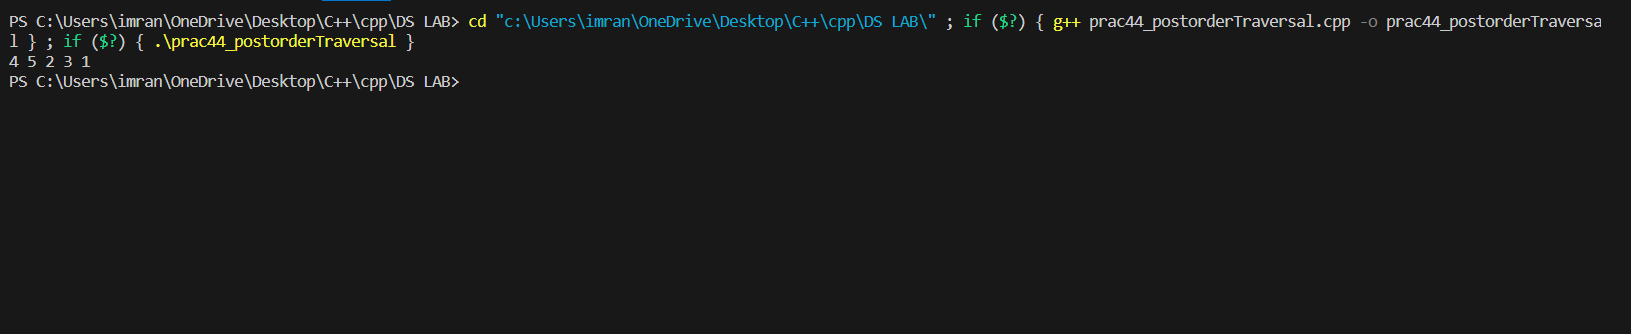 PS C:\Users\imran\OneDrive\Desktop\C++\cpp\DS LAB> cd "c:\Users\imran\OneDrive\Desktop\C++\cpp\DS LAB\" ; if ($?) { g++ prac44_postorderTraversal.cpp -o prac44_postorderTraversa
l } ; if ($?) { .\prac44_postorderTraversal }
4 5 2 3 1
PS C:\Users\imran\OneDrive\Desktop\C++\cpp\DS LAB>